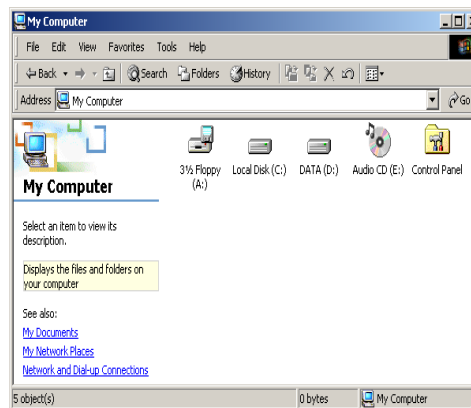 My Computer
File Edit View Favorites Tools Help
Back Search Folders History
Address My Computer Go
My Computer
Select an item to view its
description.
Displays the files and folders on
your computer
See also:
My Documents
My Network Places
Network and Dial-up Connections
3½ Floppy
(A:)
Local Disk (C:)
DATA (D:)
Audio CD (E:)
Control Panel
5 object(s) 0 bytes My Computer